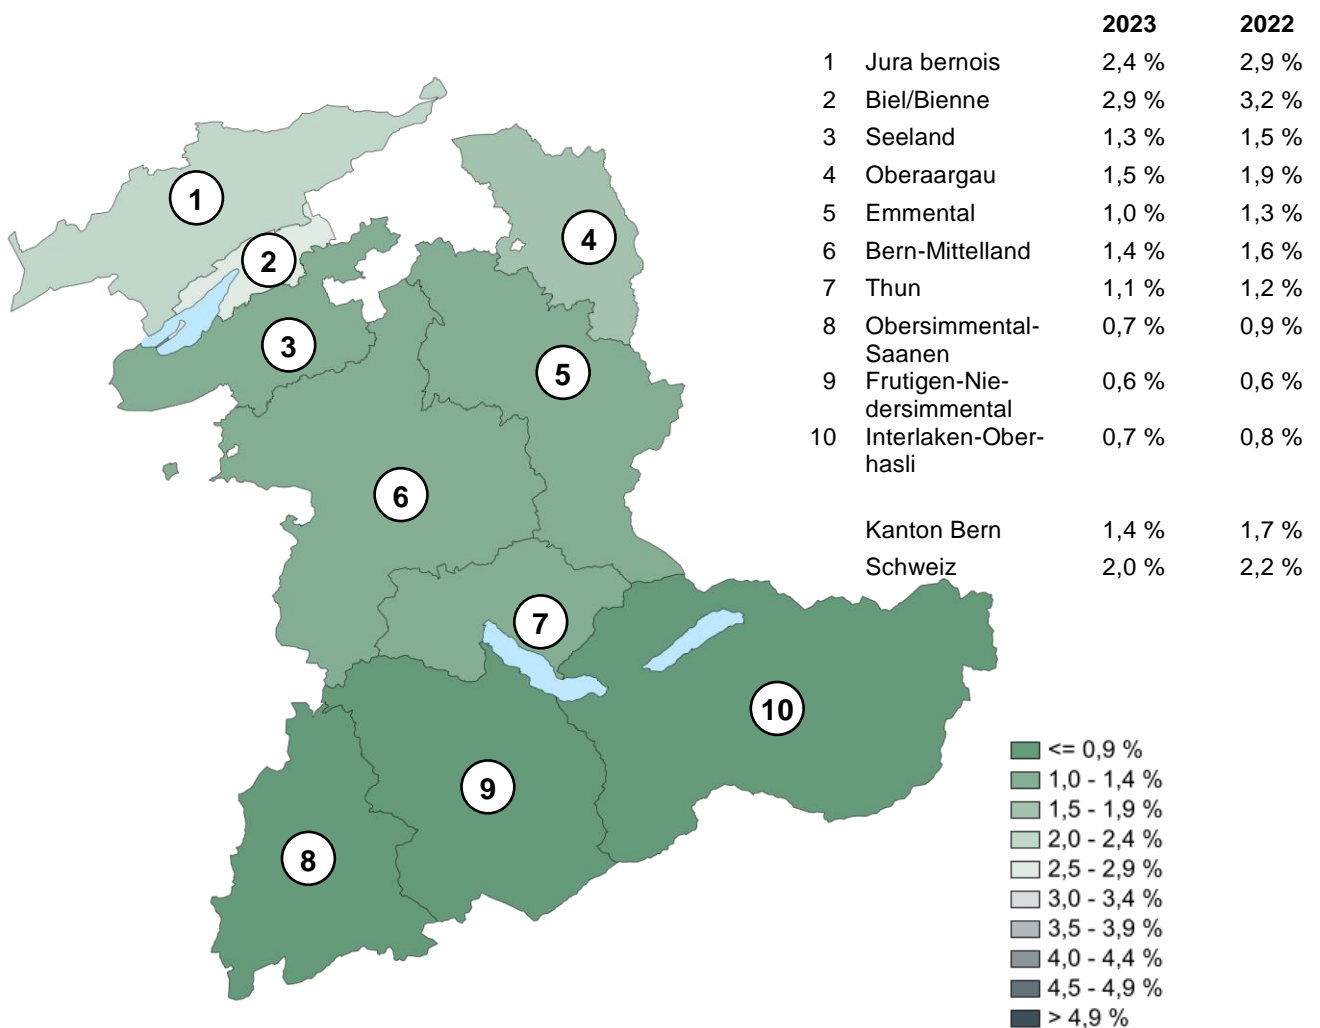 2023 2022
1 Jura bernois 2,4 % 2,9 %
2 Biel/Bienne 2,9 % 3,2 %
3 Seeland 1,3 % 1,5 %
4 Oberaargau 1,5 % 1,9 %
5 Emmental 1,0 % 1,3 %
6 Bern-Mittelland 1,4 % 1,6 %
7 Thun 1,1 % 1,2 %
8 Obersimmental- 0,7 % 0,9 %
Saanen
9 Frutigen-Nie- 0,6 % 0,6 %
dersimmental
10 Interlaken-Ober- 0,7 % 0,8 %
hasli
Kanton Bern 1,4 % 1,7 %
Schweiz 2,0 % 2,2 %
1
2
3
4
5
6
7
8
9
10
<= 0,9 %
1,0 - 1,4 %
1,5 - 1,9 %
2,0 - 2,4 %
2,5 - 2,9 %
3,0 - 3,4 %
3,5 - 3,9 %
4,0 - 4,4 %
4,5 - 4,9 %
> 4,9 %